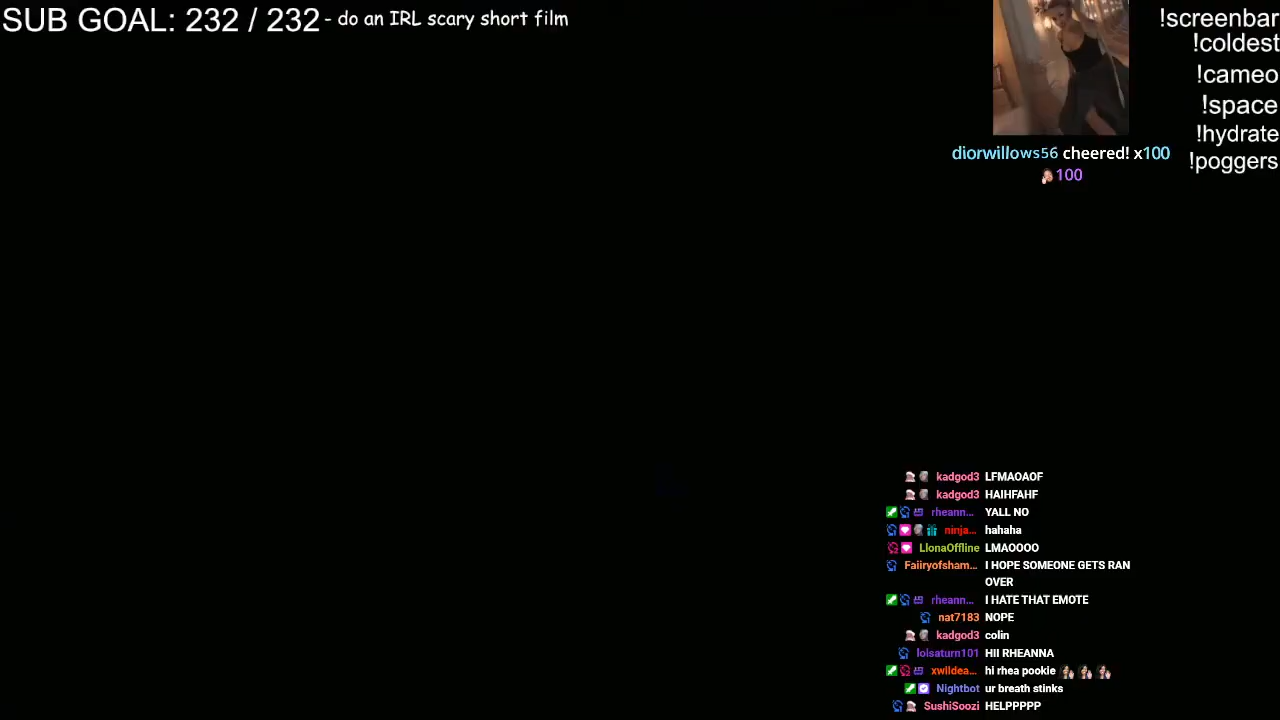 SUB GOAL: 232 / 232 - do an IRL scary short film
!screenbar
!coldest
!cameo
!space
!hydrate
!poggers
diorwillows56 cheered! x100
100
kadgod3 LFMAOAOF
kadgod3 HAIHFAHF
rheann... YALL NO
ninja... hahaha
LlonaOffline LMAOOOO
Faiiryofsham... I HOPE SOMEONE GETS RAN
OVER
rheann... I HATE THAT EMOTE
nat7183 NOPE
kadgod3 colin
loisaturn101 HII RHEANNA
xwildea... hi rhea pookie
Nightbot ur breath stinks
SushiSoozi HELPPPPP